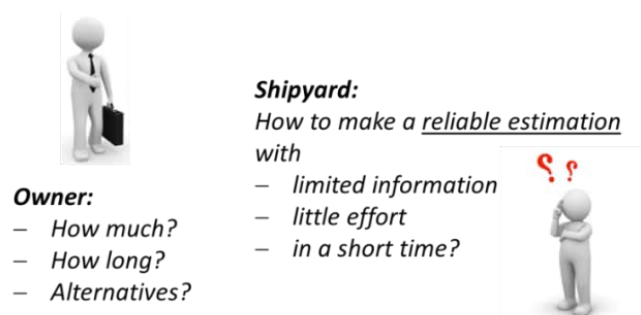 Owner:
– How much?
– How long?
– Alternatives?
Shipyard:
How to make a reliable estimation
with
– limited information
– little effort
– in a short time?
? ?